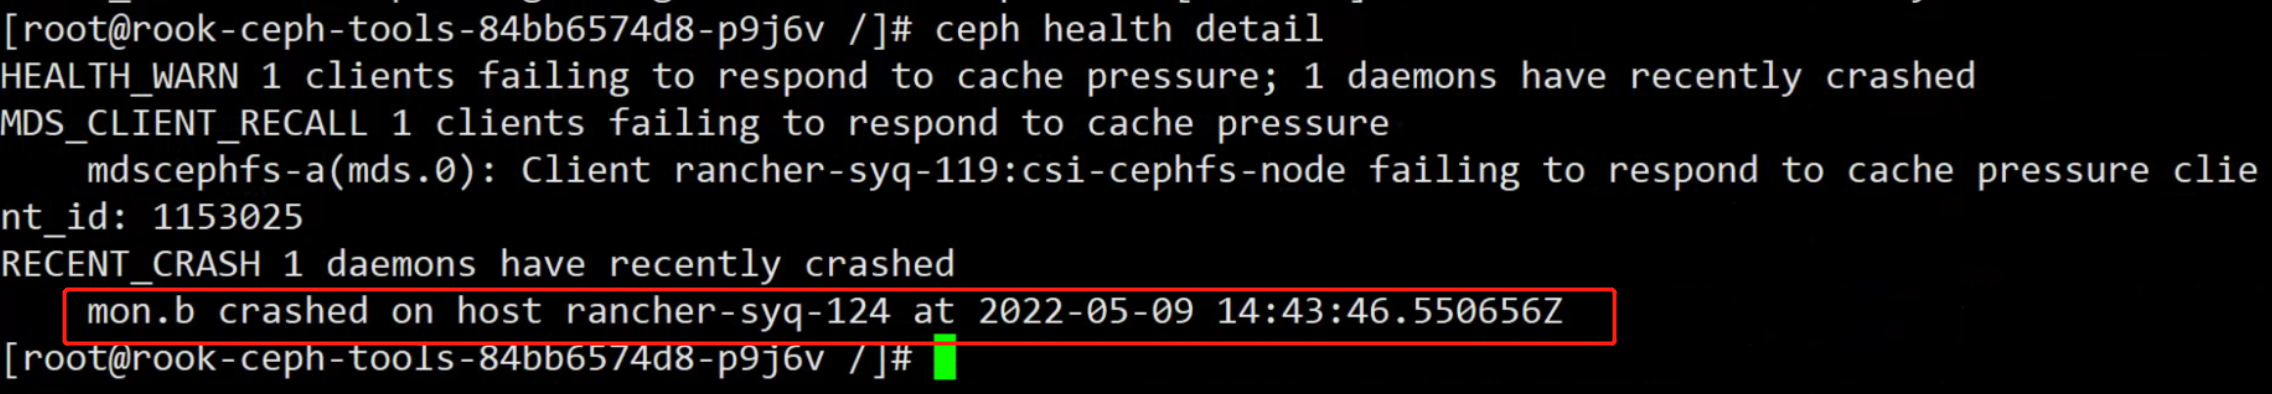 [root@rook-ceph-tools-84bb6574d8-p9j6v /]# ceph health detail
HEALTH_WARN 1 clients failing to respond to cache pressure; 1 daemons have recently crashed
MDS_CLIENT_RECALL 1 clients failing to respond to cache pressure
    mdscephfs-a(mds.0): Client rancher-syq-119:csi-cephfs-node failing to respond to cache pressure clie
nt_id: 1153025
RECENT_CRASH 1 daemons have recently crashed
    mon.b crashed on host rancher-syq-124 at 2022-05-09 14:43:46.550656Z
[root@rook-ceph-tools-84bb6574d8-p9j6v /]#